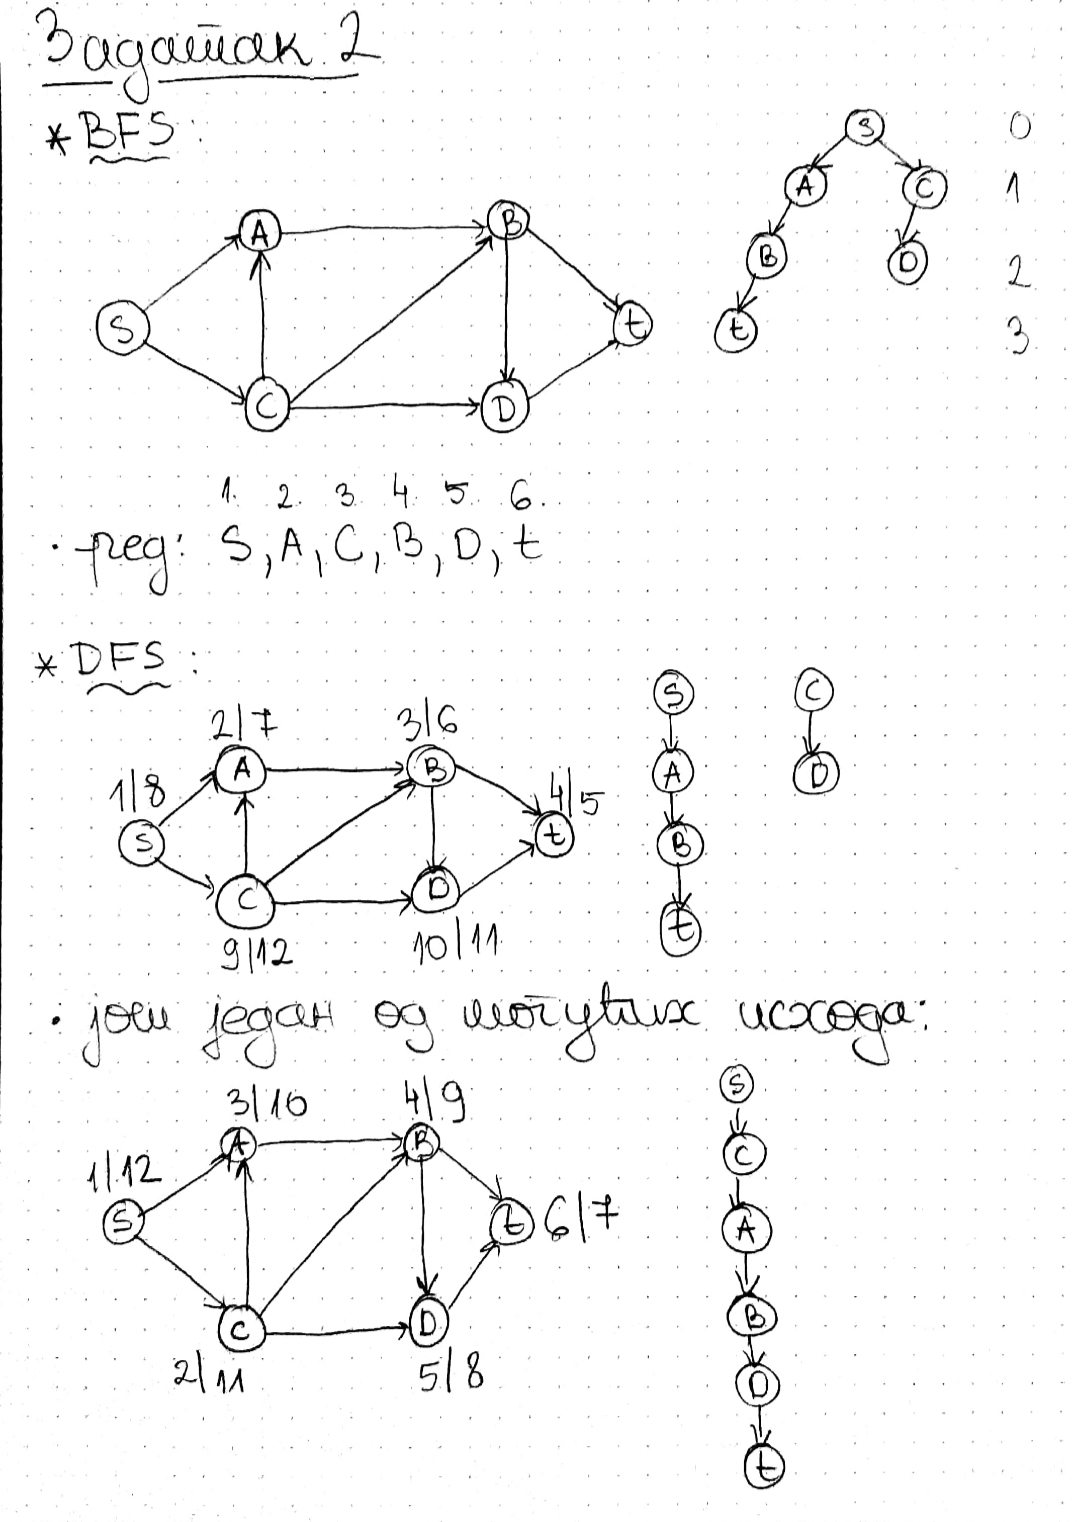 Задатак 2
* BFS:
S 0
A C 1
B D 2
t 3
A B
S t
C D
1. 2. 3. 4. 5. 6.
· ред: S, A, C, B, D, t
* DFS:
S C
2|7 3|6
A B A D
1|8 4|5
S t B
C D
9|12 10|11 t
· још један од могућих исхода:
S
3|10 4|9
A B C
1|12
S t 6|7 A
C D B
2|11 5|8
D
t